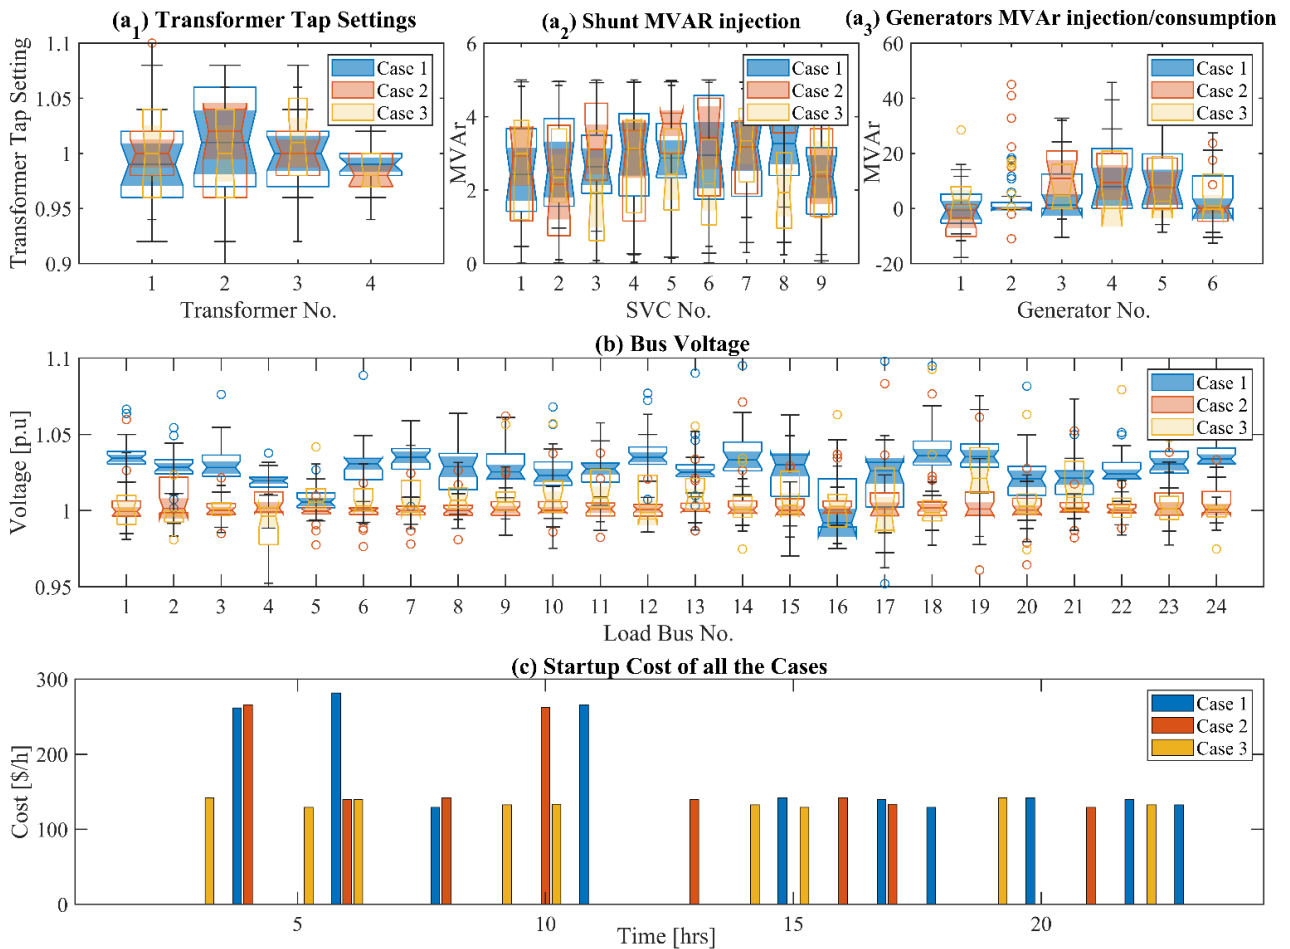 (a1) Transformer Tap Settings
(a2) Shunt MVAR injection
(a3) Generators MVAr injection/consumption
Transformer Tap Setting
1.1
1.05
1
0.95
0.9
Case 1
Case 2
Case 3
1 2 3 4
Transformer No.
MVAr
6
4
2
0
Case 1
Case 2
Case 3
1 2 3 4 5 6 7 8 9
SVC No.
MVAr
60
40
20
0
-20
Case 1
Case 2
Case 3
1 2 3 4 5 6
Generator No.
(b) Bus Voltage
Voltage [p.u]
1.1
1.05
1
0.95
Case 1
Case 2
Case 3
1 2 3 4 5 6 7 8 9 10 11 12 13 14 15 16 17 18 19 20 21 22 23 24
Load Bus No.
(c) Startup Cost of all the Cases
Cost [$/h]
300
200
100
0
Case 1
Case 2
Case 3
5 10 15 20
Time [hrs]